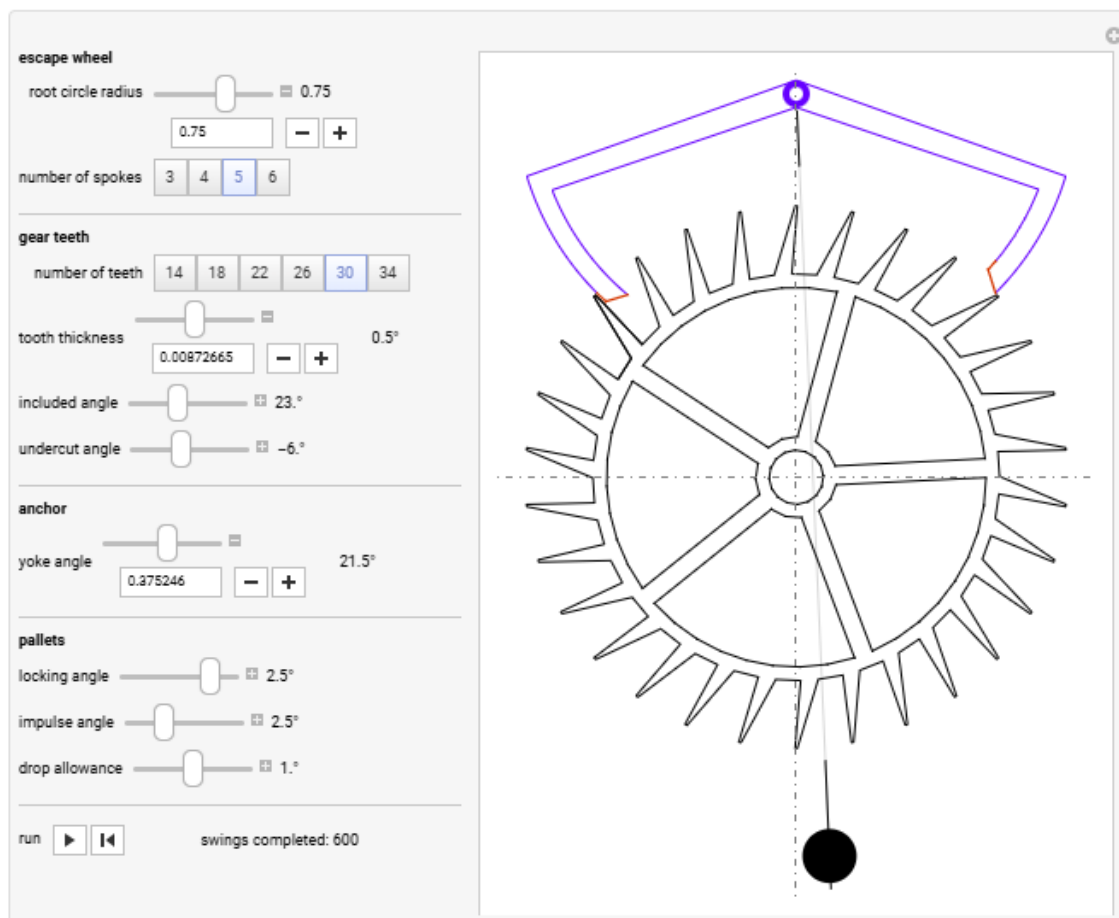 escape wheel
root circle radius 0.75
0.75
number of spokes 3 4 5 6
gear teeth
number of teeth 14 18 22 26 30 34
tooth thickness 0.5°
0.00872665
included angle 23.°
undercut angle −6.°
anchor
yoke angle 21.5°
0.375246
pallets
locking angle 2.5°
impulse angle 2.5°
drop allowance 1.°
run swings completed: 600